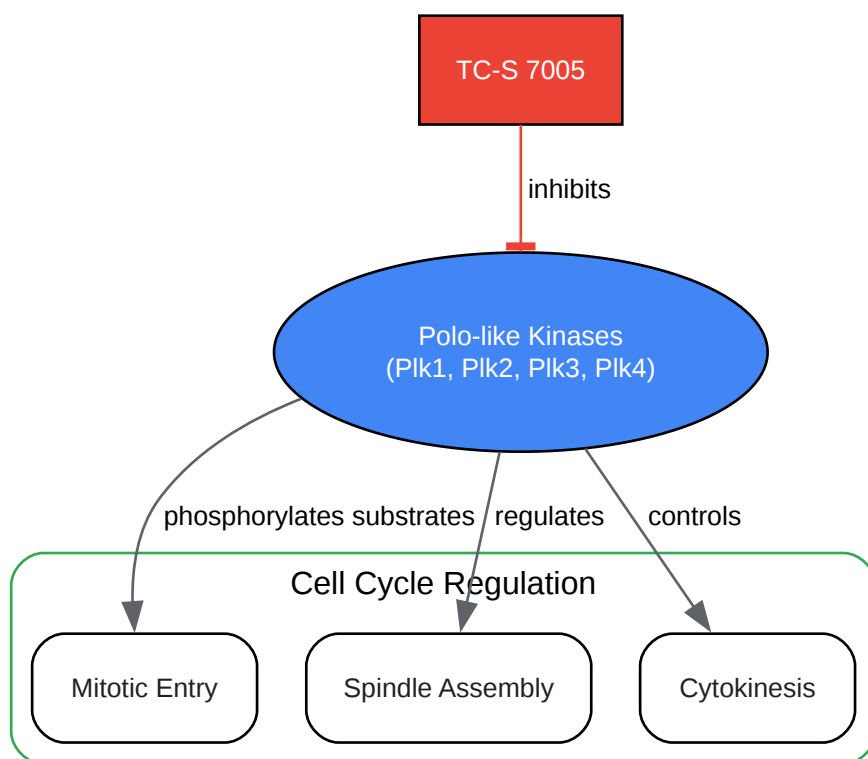 TC-S 7005
inhibits
Polo-like Kinases
(Plk1, Plk2, Plk3, Plk4)
phosphorylates substrates
regulates
controls
Cell Cycle Regulation
Mitotic Entry
Spindle Assembly
Cytokinesis